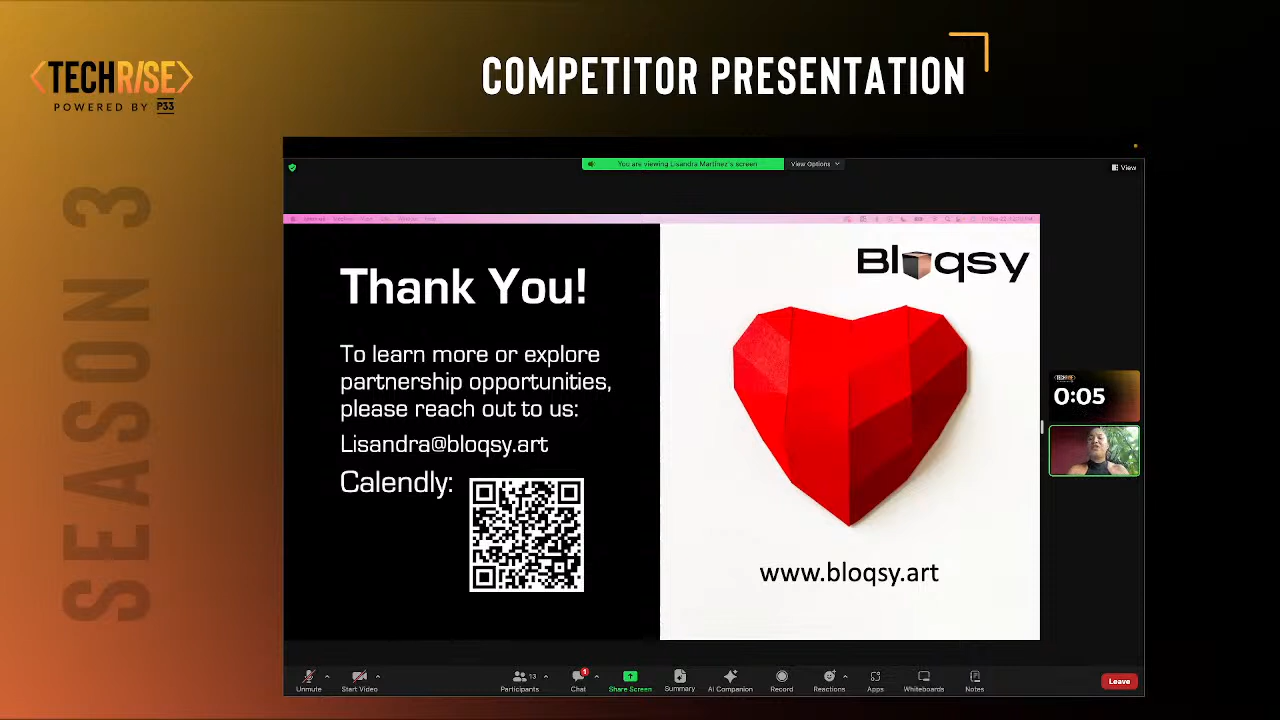 TECHRISE
POWERED BY P33
COMPETITOR PRESENTATION
SEASON 3
You are viewing Lisandra Martinez's screen
View Options
View
Thank You!
To learn more or explore
partnership opportunities,
please reach out to us:
Lisandra@bloqsy.art
Calendly:
Bloqsy
www.bloqsy.art
TECHRISE
0:05
Unmute
Start Video
Participants
13
Chat
1
Share Screen
Summary
AI Companion
Record
Reactions
Apps
Whiteboards
Notes
Leave